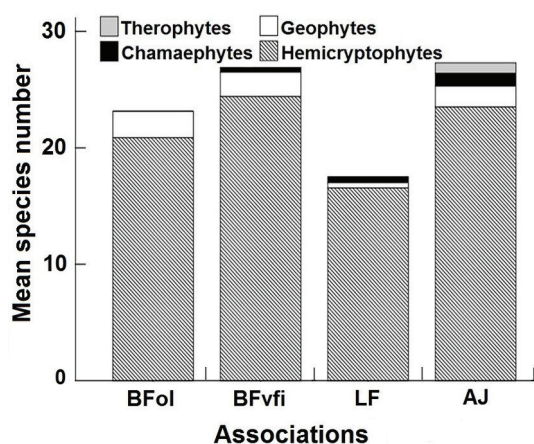 30
Therophytes Geophytes
Chamaephytes Hemicryptophytes
20
10
0
Mean species number
BFol BFvfi LF AJ
Associations